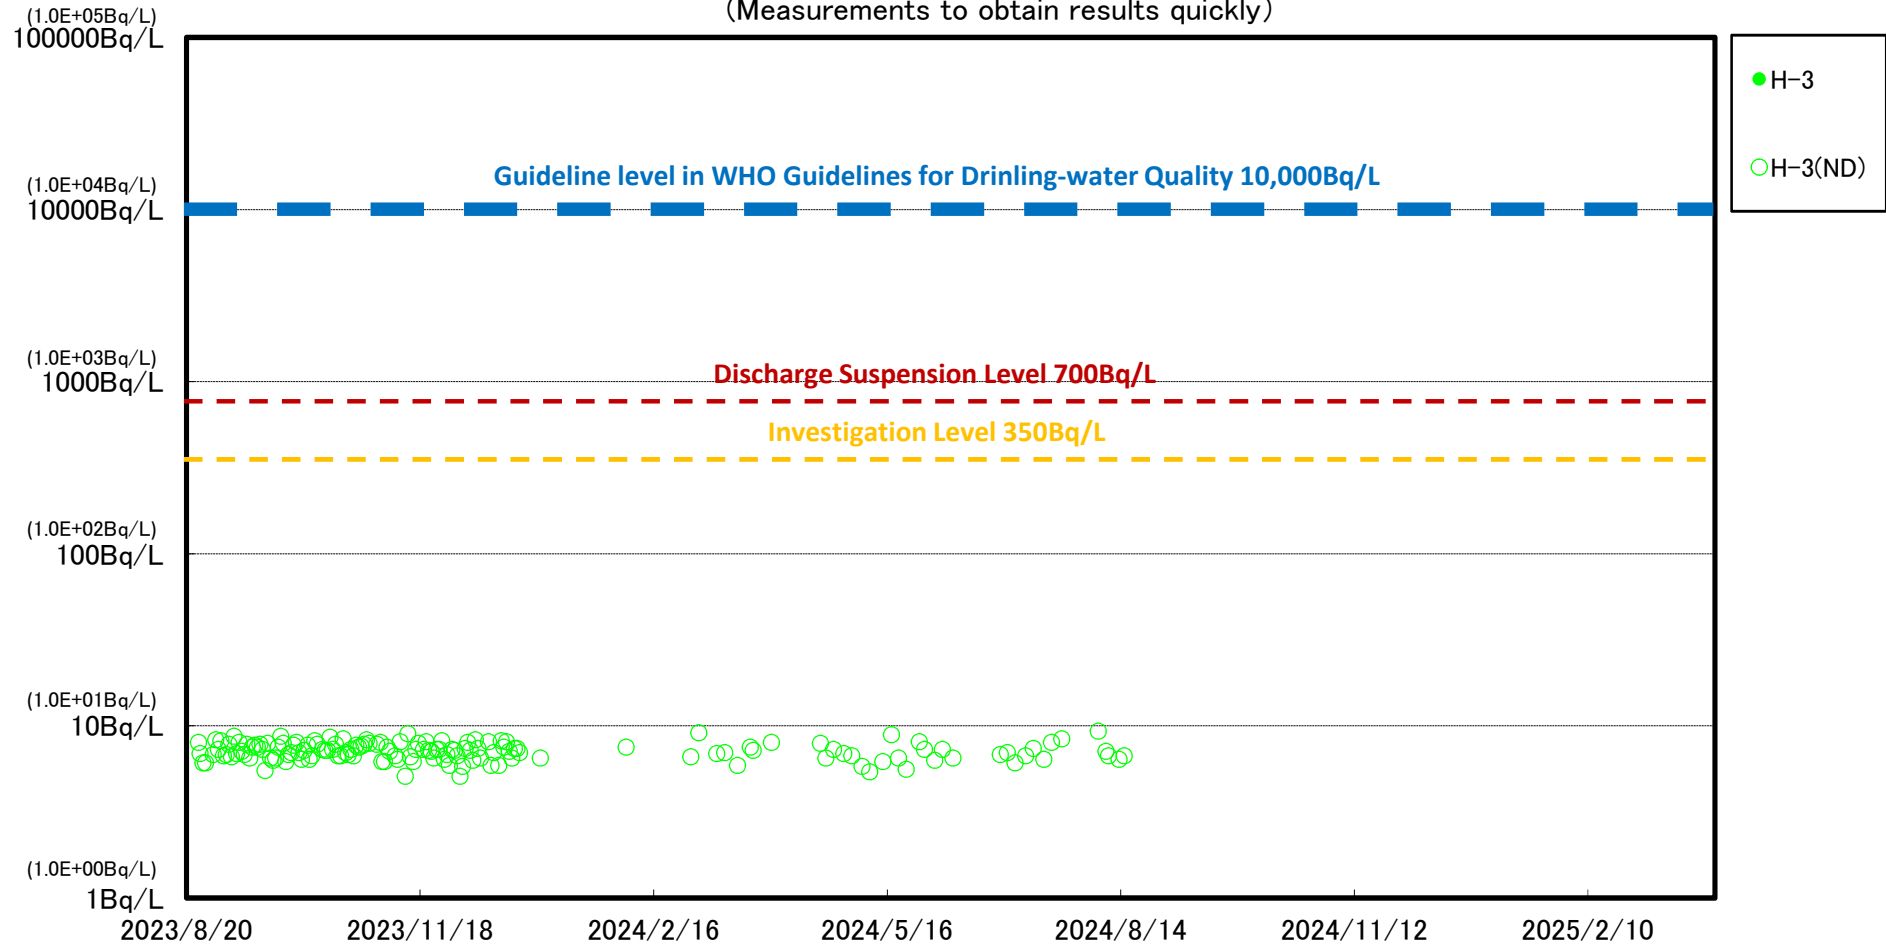 (Measurements to obtain results quickly)
(1.0E+05Bq/L)
100000Bq/L
H-3
H-3(ND)
Guideline level in WHO Guidelines for Drinling-water Quality 10,000Bq/L
(1.0E+04Bq/L)
10000Bq/L
(1.0E+03Bq/L)
1000Bq/L
Discharge Suspension Level 700Bq/L
Investigation Level 350Bq/L
(1.0E+02Bq/L)
100Bq/L
(1.0E+01Bq/L)
10Bq/L
(1.0E+00Bq/L)
1Bq/L
2023/8/20 2023/11/18 2024/2/16 2024/5/16 2024/8/14 2024/11/12 2025/2/10